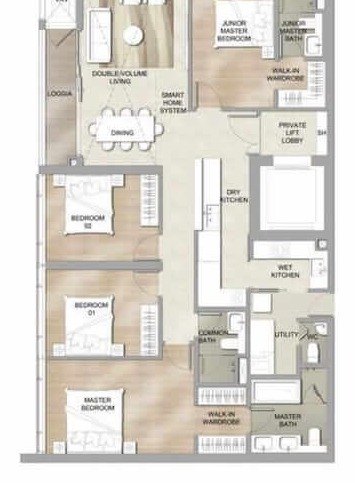 JUNIOR
MASTER
BEDROOM
JUNIOR
MASTER
BATH
DOUBLE-VOLUME
LIVING
WALK-IN
WARDROBE
LOGGIA
SMART
HOME
SYSTEM
DINING
PRIVATE
LIFT
LOBBY
SH
DRY
KITCHEN
BEDROOM
02
WET
KITCHEN
BEDROOM
01
COMMON
BATH
UTILITY
WC
MASTER
BEDROOM
WALK-IN
WARDROBE
MASTER
BATH